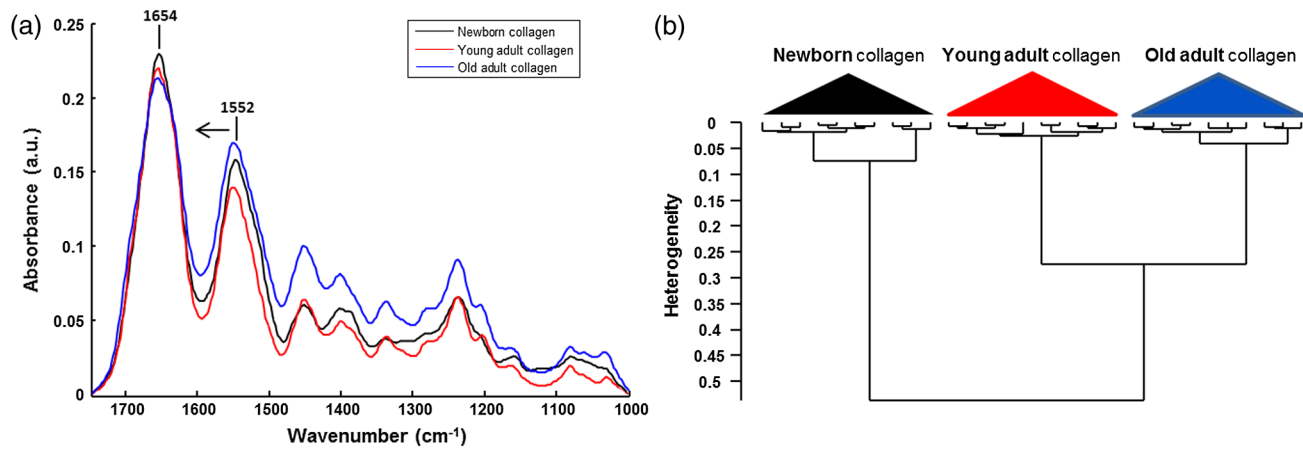 (a)
1654
1552
Newborn collagen
Young adult collagen
Old adult collagen
0.25
0.2
0.15
0.1
0.05
0
Absorbance (a.u.)
1700 1600 1500 1400 1300 1200 1100 1000
Wavenumber (cm-1)
(b)
Newborn collagen Young adult collagen Old adult collagen
0
0.05
0.1
0.15
0.2
0.25
0.3
0.35
0.4
0.45
0.5
Heterogeneity